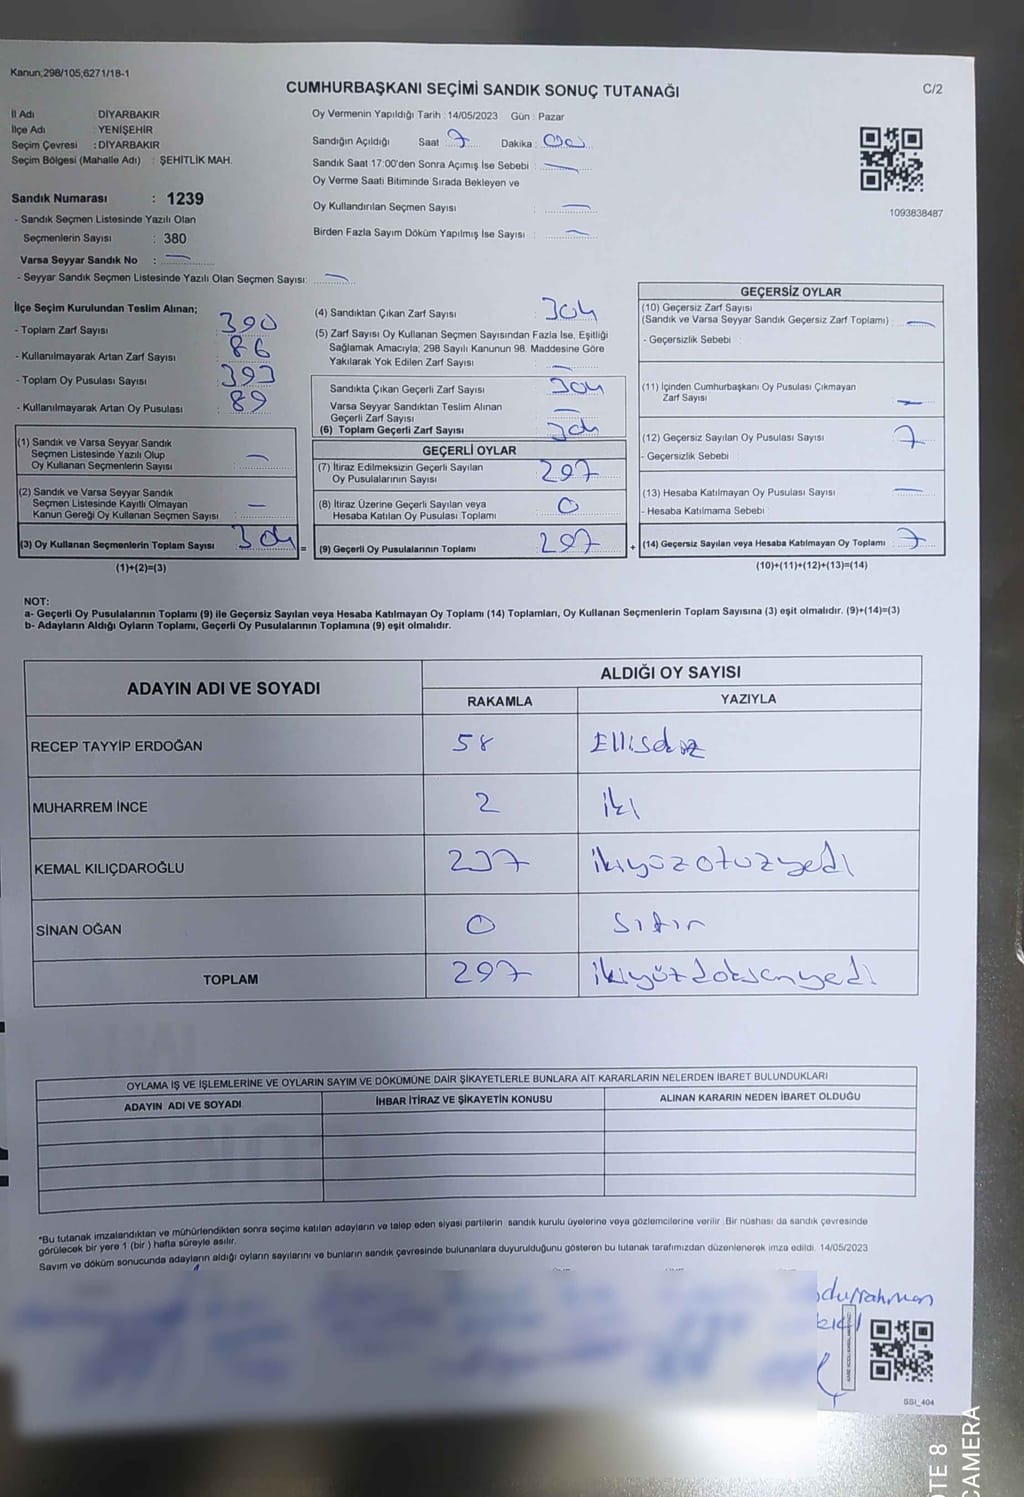 Kanun;298/105;6271/18-1
CUMHURBAŞKANI SEÇİMİ SANDIK SONUÇ TUTANAĞI
C/2
İl Adı DİYARBAKIR
İlçe Adı YENİŞEHİR
Seçim Çevresi : DİYARBAKIR
Seçim Bölgesi (Mahalle Adı) : ŞEHİTLİK MAH.
Sandık Numarası : 1239
- Sandık Seçmen Listesinde Yazılı Olan
Seçmenlerin Sayısı : 380
Varsa Seyyar Sandık No : —
- Seyyar Sandık Seçmen Listesinde Yazılı Olan Seçmen Sayısı: —
Oy Vermenin Yapıldığı Tarih : 14/05/2023 Gün : Pazar
Sandığın Açıldığı Saat 7 Dakika : 00
Sandık Saat 17:00'den Sonra Açımış İse Sebebi : —
Oy Verme Saati Bitiminde Sırada Bekleyen ve
Oy Kullandırılan Seçmen Sayısı : —
Birden Fazla Sayım Döküm Yapılmış İse Sayısı : —
1093838487
İlçe Seçim Kurulundan Teslim Alınan;
- Toplam Zarf Sayısı 390
- Kullanılmayarak Artan Zarf Sayısı 86
- Toplam Oy Pusulası Sayısı 393
- Kullanılmayarak Artan Oy Pusulası 89
(1) Sandık ve Varsa Seyyar Sandık
Seçmen Listesinde Yazılı Olup
Oy Kullanan Seçmenlerin Sayısı : —
(2) Sandık ve Varsa Seyyar Sandık
Seçmen Listesinde Kayıtlı Olmayan
Kanun Gereği Oy Kullanan Seçmen Sayısı : —
(3) Oy Kullanan Seçmenlerin Toplam Sayısı 304
(1)+(2)=(3)
(4) Sandıktan Çıkan Zarf Sayısı 304
(5) Zarf Sayısı Oy Kullanan Seçmen Sayısından Fazla İse, Eşitliği
Sağlamak Amacıyla; 298 Sayılı Kanunun 98. Maddesine Göre
Yakılarak Yok Edilen Zarf Sayısı —
Sandıkta Çıkan Geçerli Zarf Sayısı 304
Varsa Seyyar Sandıktan Teslim Alınan
Geçerli Zarf Sayısı —
(6) Toplam Geçerli Zarf Sayısı 304
GEÇERLİ OYLAR
(7) İtiraz Edilmeksizin Geçerli Sayılan
Oy Pusulalarının Sayısı 297
(8) İtiraz Üzerine Geçerli Sayılan veya
Hesaba Katılan Oy Pusulası Toplamı 0
= (9) Geçerli Oy Pusulalarının Toplamı 297
GEÇERSİZ OYLAR
(10) Geçersiz Zarf Sayısı
(Sandık ve Varsa Seyyar Sandık Geçersiz Zarf Toplamı) : —
- Geçersizlik Sebebi :
(11) İçinden Cumhurbaşkanı Oy Pusulası Çıkmayan
Zarf Sayısı —
(12) Geçersiz Sayılan Oy Pusulası Sayısı 7
- Geçersizlik Sebebi :
(13) Hesaba Katılmayan Oy Pusulası Sayısı —
- Hesaba Katılmama Sebebi
+ (14) Geçersiz Sayılan veya Hesaba Katılmayan Oy Toplamı 7
(10)+(11)+(12)+(13)=(14)
NOT:
a- Geçerli Oy Pusulalarının Toplamı (9) ile Geçersiz Sayılan veya Hesaba Katılmayan Oy Toplamı (14) Toplamları, Oy Kullanan Seçmenlerin Toplam Sayısına (3) eşit olmalıdır. (9)+(14)=(3)
b- Adayların Aldığı Oyların Toplamı, Geçerli Oy Pusulalarının Toplamına (9) eşit olmalıdır.
ADAYIN ADI VE SOYADI ALDIĞI OY SAYISI
RAKAMLA YAZIYLA
RECEP TAYYİP ERDOĞAN 58 Ellisekiz
MUHARREM İNCE 2 iki
KEMAL KILIÇDAROĞLU 237 ikiyüzotuzyedi
SİNAN OĞAN 0 Sıfır
TOPLAM 297 ikiyüzdoksanyedi
OYLAMA İŞ VE İŞLEMLERİNE VE OYLARIN SAYIM VE DÖKÜMÜNE DAİR ŞİKAYETLERLE BUNLARA AİT KARARLARIN NELERDEN İBARET BULUNDUKLARI
ADAYIN ADI VE SOYADI İHBAR İTİRAZ VE ŞİKAYETİN KONUSU ALINAN KARARIN NEDEN İBARET OLDUĞU
*Bu tutanak imzalandıktan ve mühürlendikten sonra seçime katılan adayların ve talep eden siyasi partilerin sandık kurulu üyelerine veya gözlemcilerine verilir. Bir nüshası da sandık çevresinde
görülecek bir yere 1 (bir) hafta süreyle asılır.
Sayım ve döküm sonucunda adayların aldığı oyların sayılarını ve bunların sandık çevresinde bulunanlara duyurulduğunu gösteren bu tutanak tarafımızdan düzenlenerek imza edildi. 14/05/2023
durrahman
SSI_404
OTE 8
CAMERA